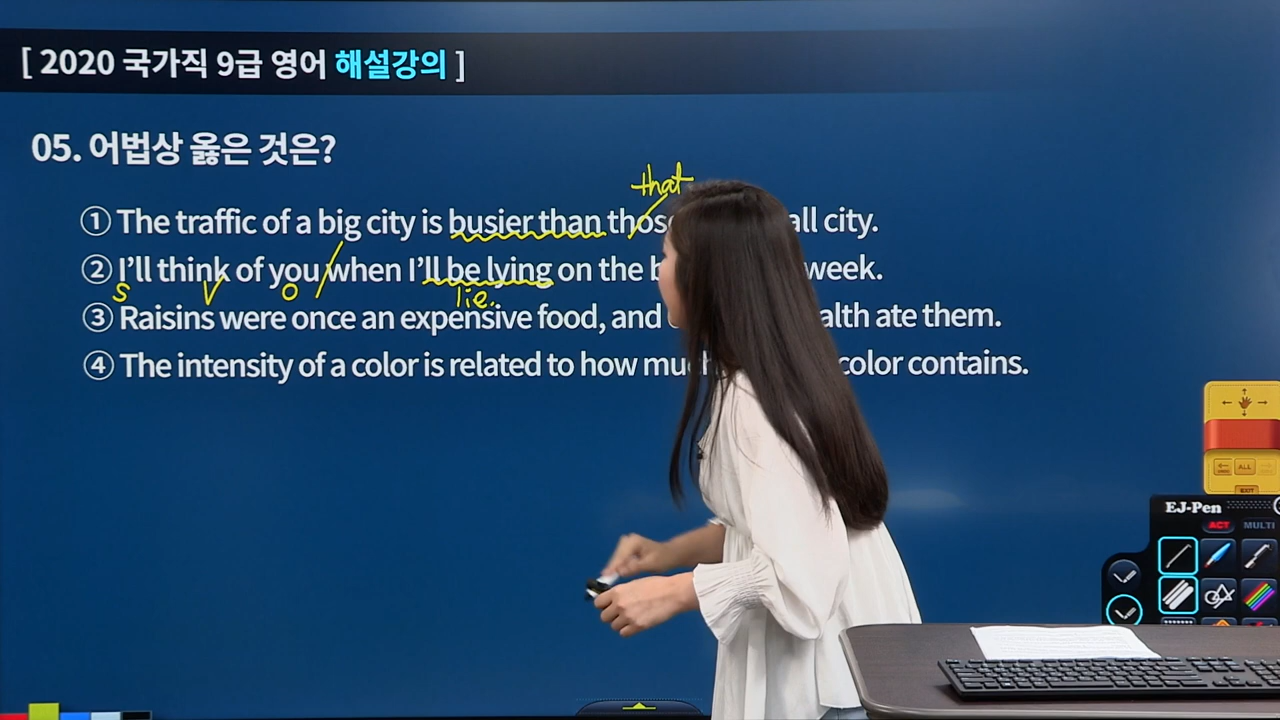 [ 2020 국가직 9급 영어 해설강의 ]
05. 어법상 옳은 것은?
that
① The traffic of a big city is busier than those all city.
② I'll think of you when I'll be lying on the week.
S V O lie.
③ Raisins were once an expensive food, and alth ate them.
④ The intensity of a color is related to how much color contains.
ALL
EXIT
EJ-Pen
ACT MULTI